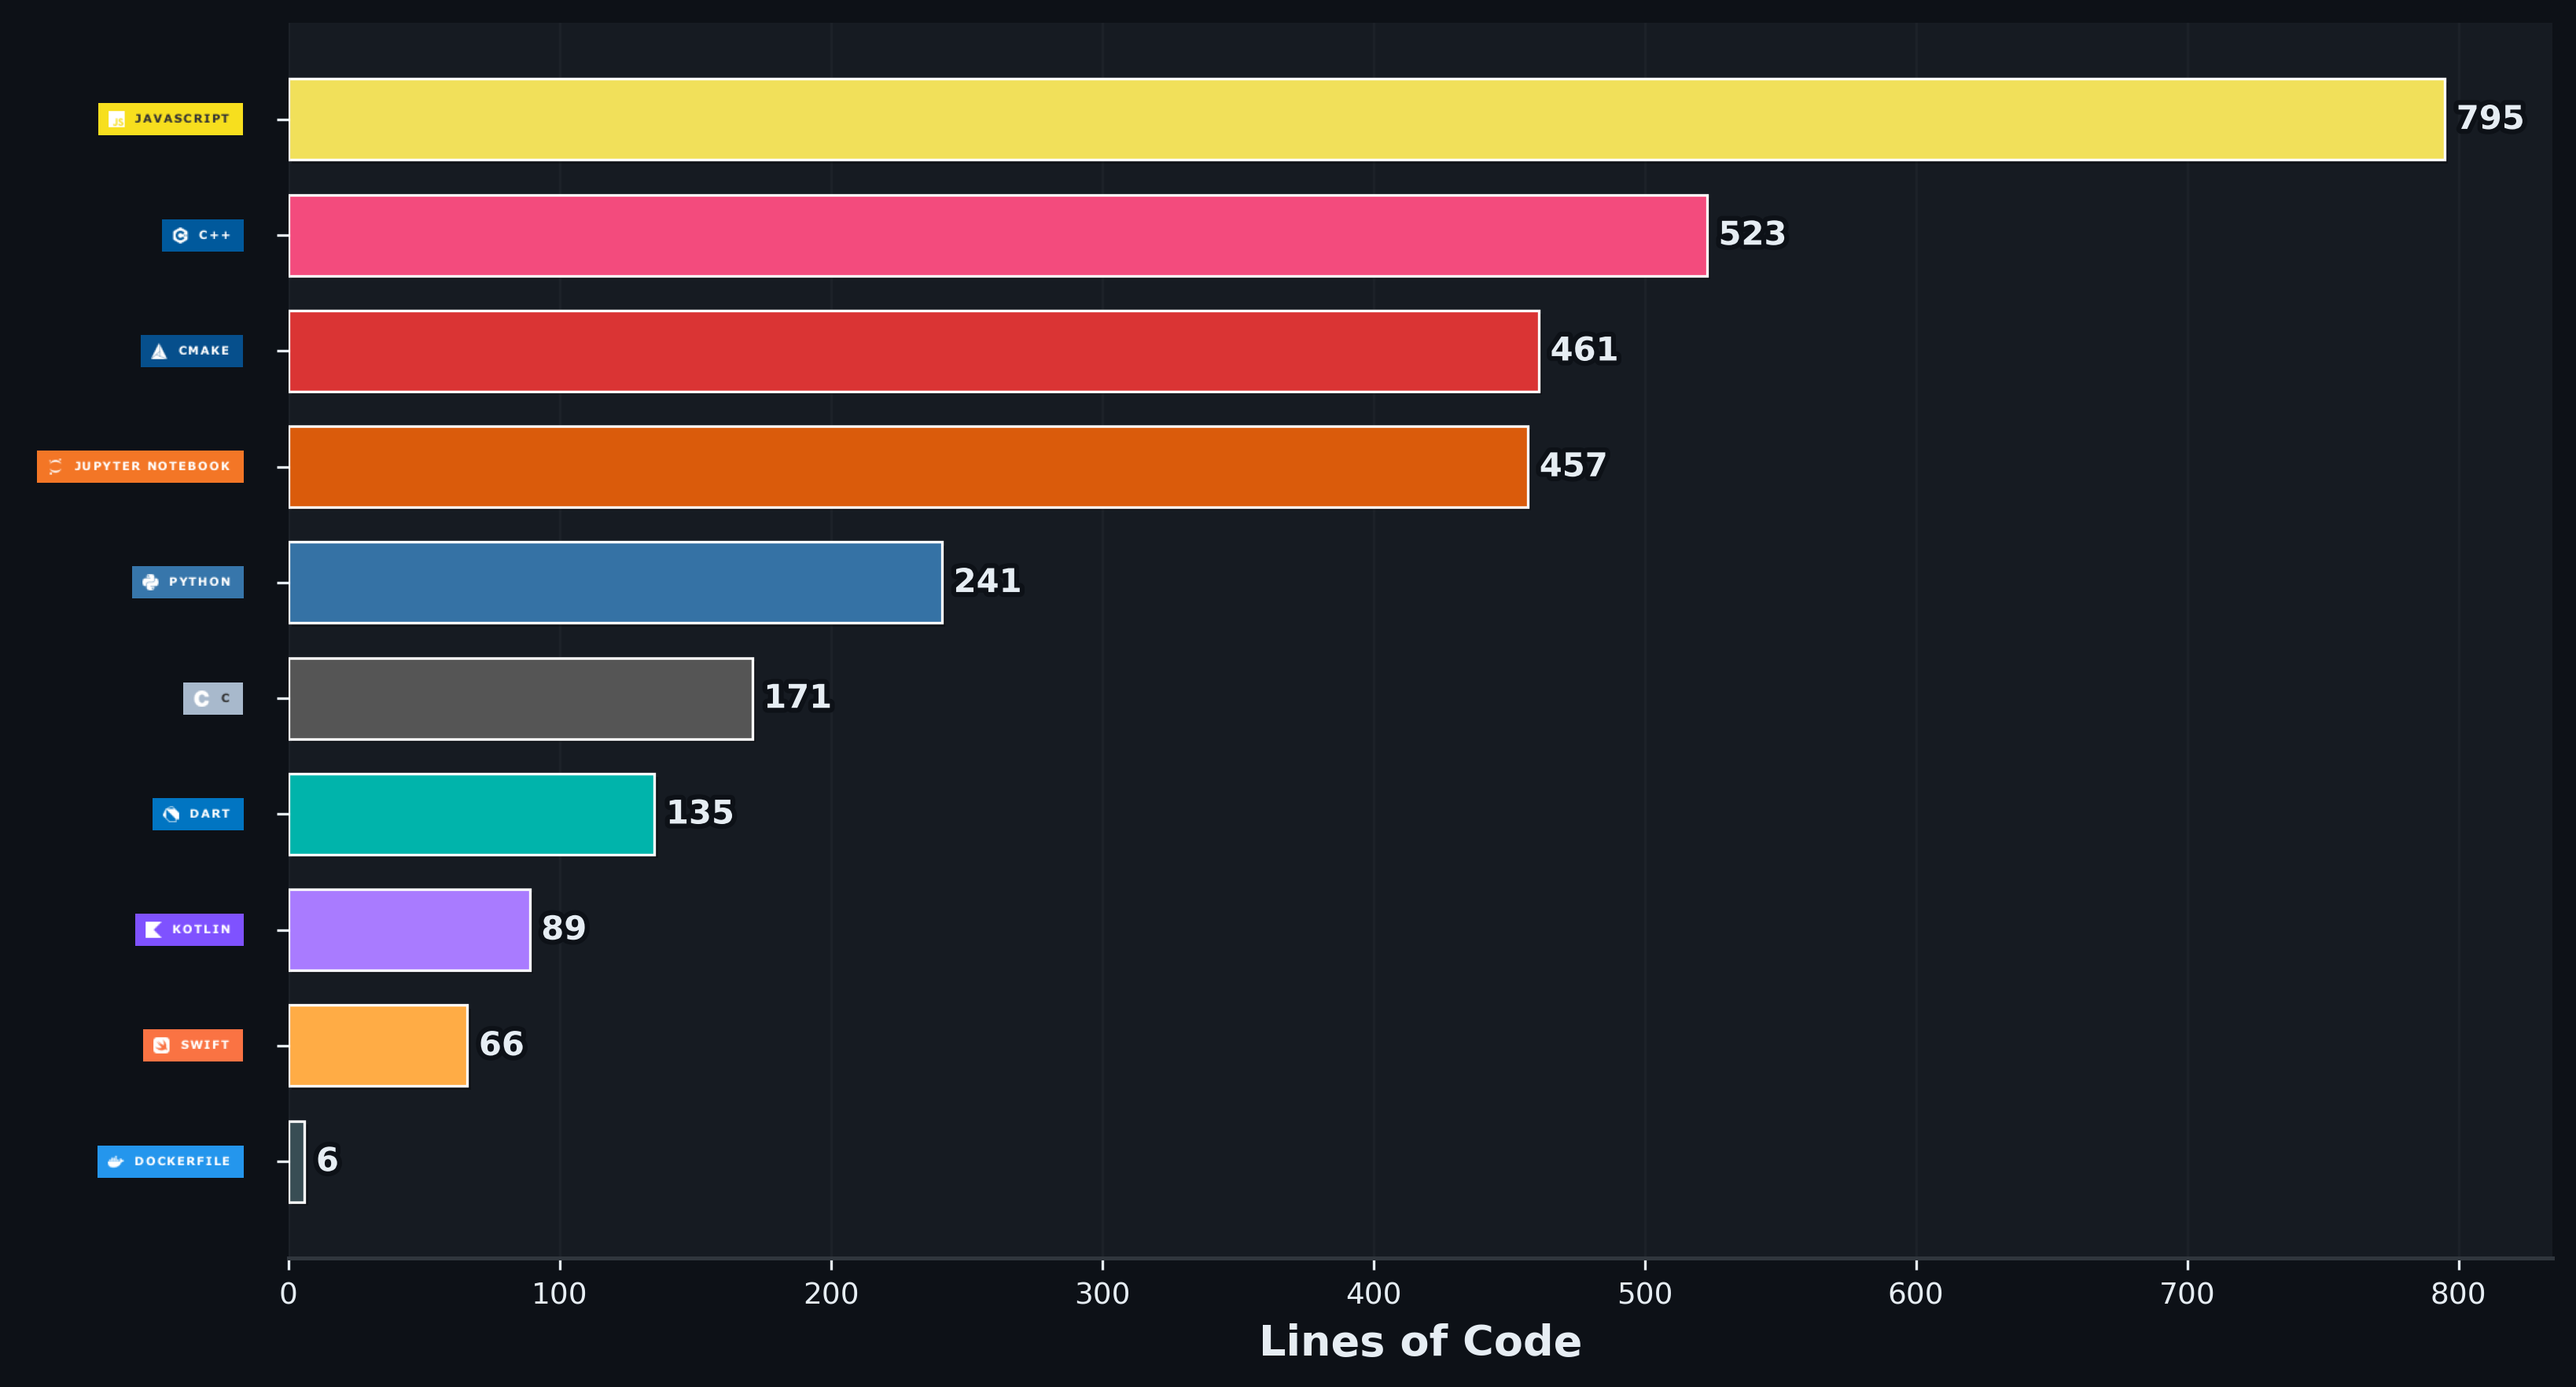 JAVASCRIPT 795
C++ 523
CMAKE 461
JUPYTER NOTEBOOK 457
PYTHON 241
C C 171
DART 135
KOTLIN 89
SWIFT 66
DOCKERFILE 6
0 100 200 300 400 500 600 700 800
Lines of Code